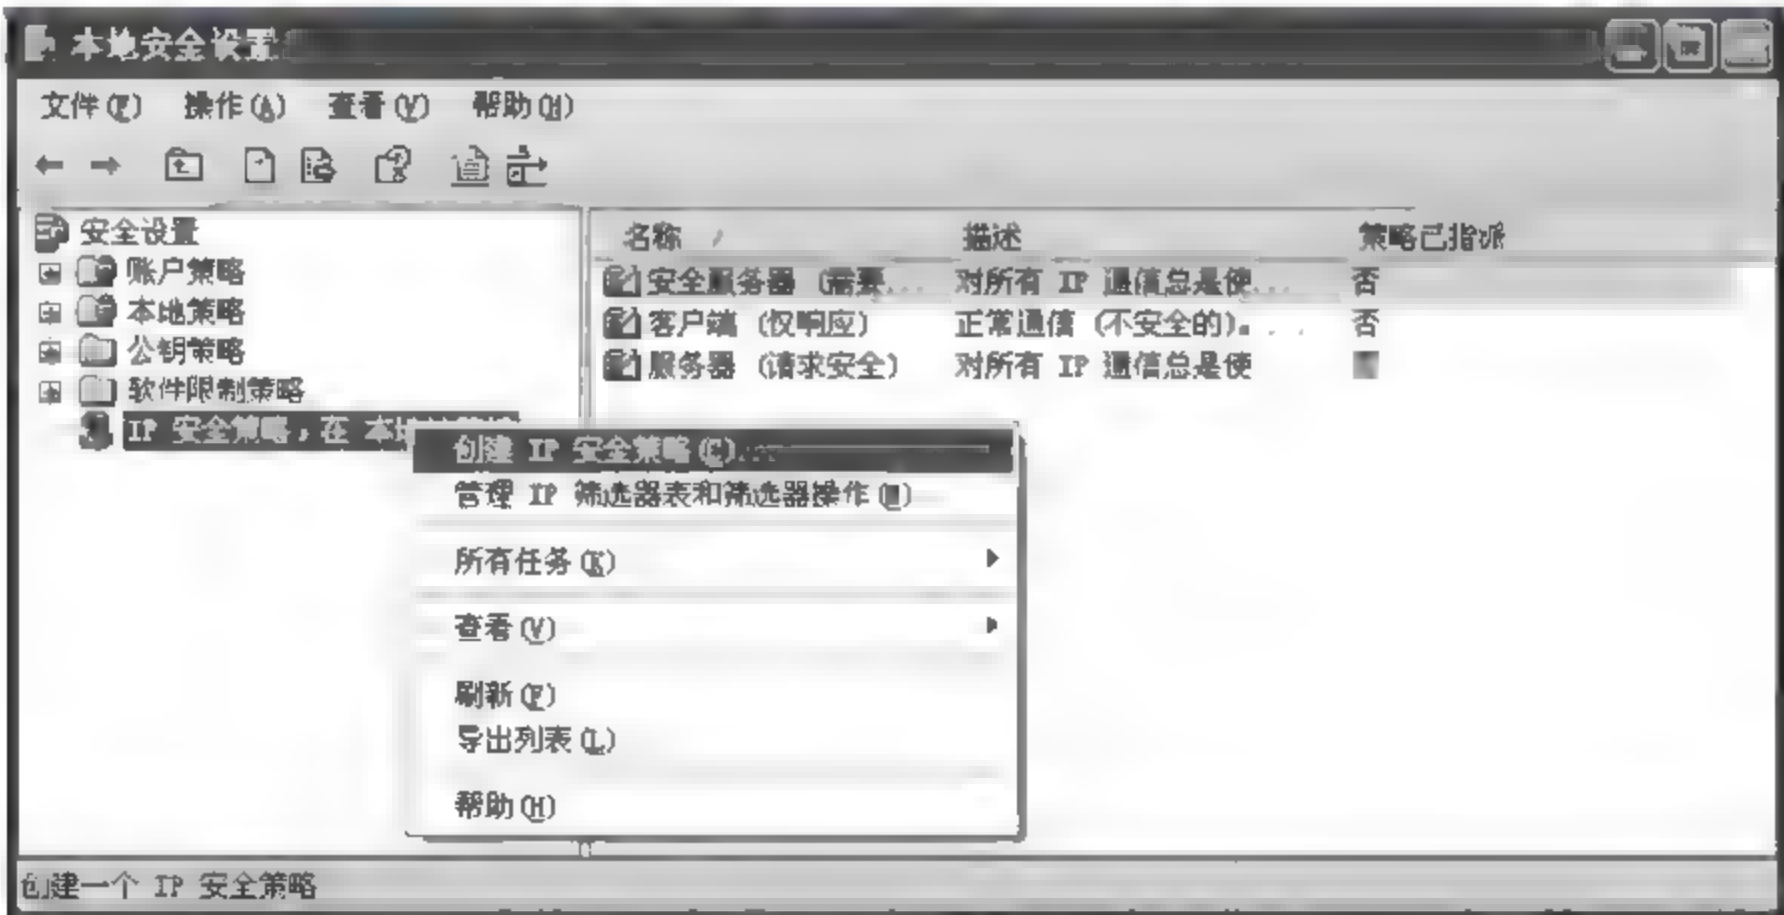 本地安全设置
文件(F) 操作(A) 查看(V) 帮助(H)
安全设置
账户策略
本地策略
公钥策略
软件限制策略
IP 安全策略，在 本地
名称 描述 策略已指派
安全服务器 (需要... 对所有 IP 通信总是使... 否
客户端 (仅响应) 正常通信 (不安全的)。... 否
服务器 (请求安全) 对所有 IP 通信总是使
创建 IP 安全策略(C)...
管理 IP 筛选器表和筛选器操作
所有任务(K)
查看(V)
刷新(F)
导出列表(L)
帮助(H)
创建一个 IP 安全策略